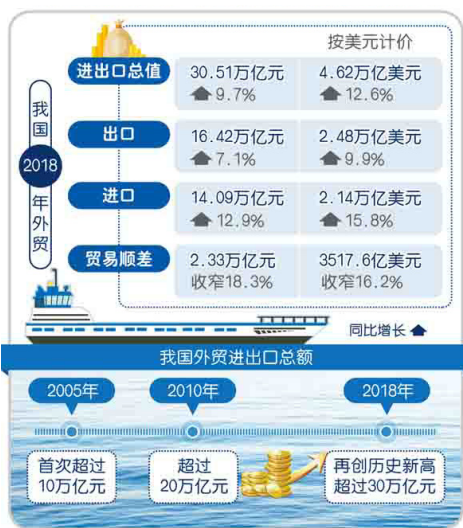 按美元计价
我国2018年外贸
进出口总值 30.51万亿元 4.62万亿美元
9.7% 12.6%
出口 16.42万亿元 2.48万亿美元
7.1% 9.9%
进口 14.09万亿元 2.14万亿美元
12.9% 15.8%
贸易顺差 2.33万亿元 3517.6亿美元
收窄18.3% 收窄16.2%
同比增长
我国外贸进出口总额
2005年 2010年 2018年
首次超过 超过 再创历史新高
10万亿元 20万亿元 超过30万亿元